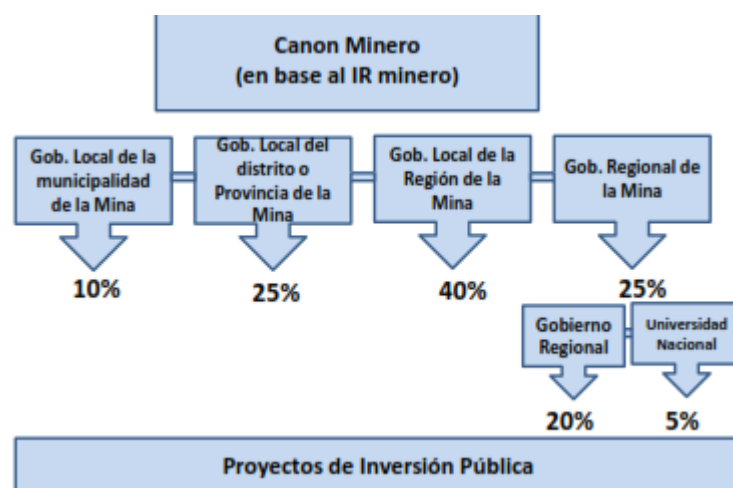 Canon Minero
(en base al IR minero)
Gob. Local de la
municipalidad
de la Mina
Gob. Local del
distrito o
Provincia de la
Mina
Gob. Local de la
Región de la
Mina
Gob. Regional de
la Mina
10%
25%
40%
25%
Gobierno
Regional
Universidad
Nacional
20%
5%
Proyectos de Inversión Pública